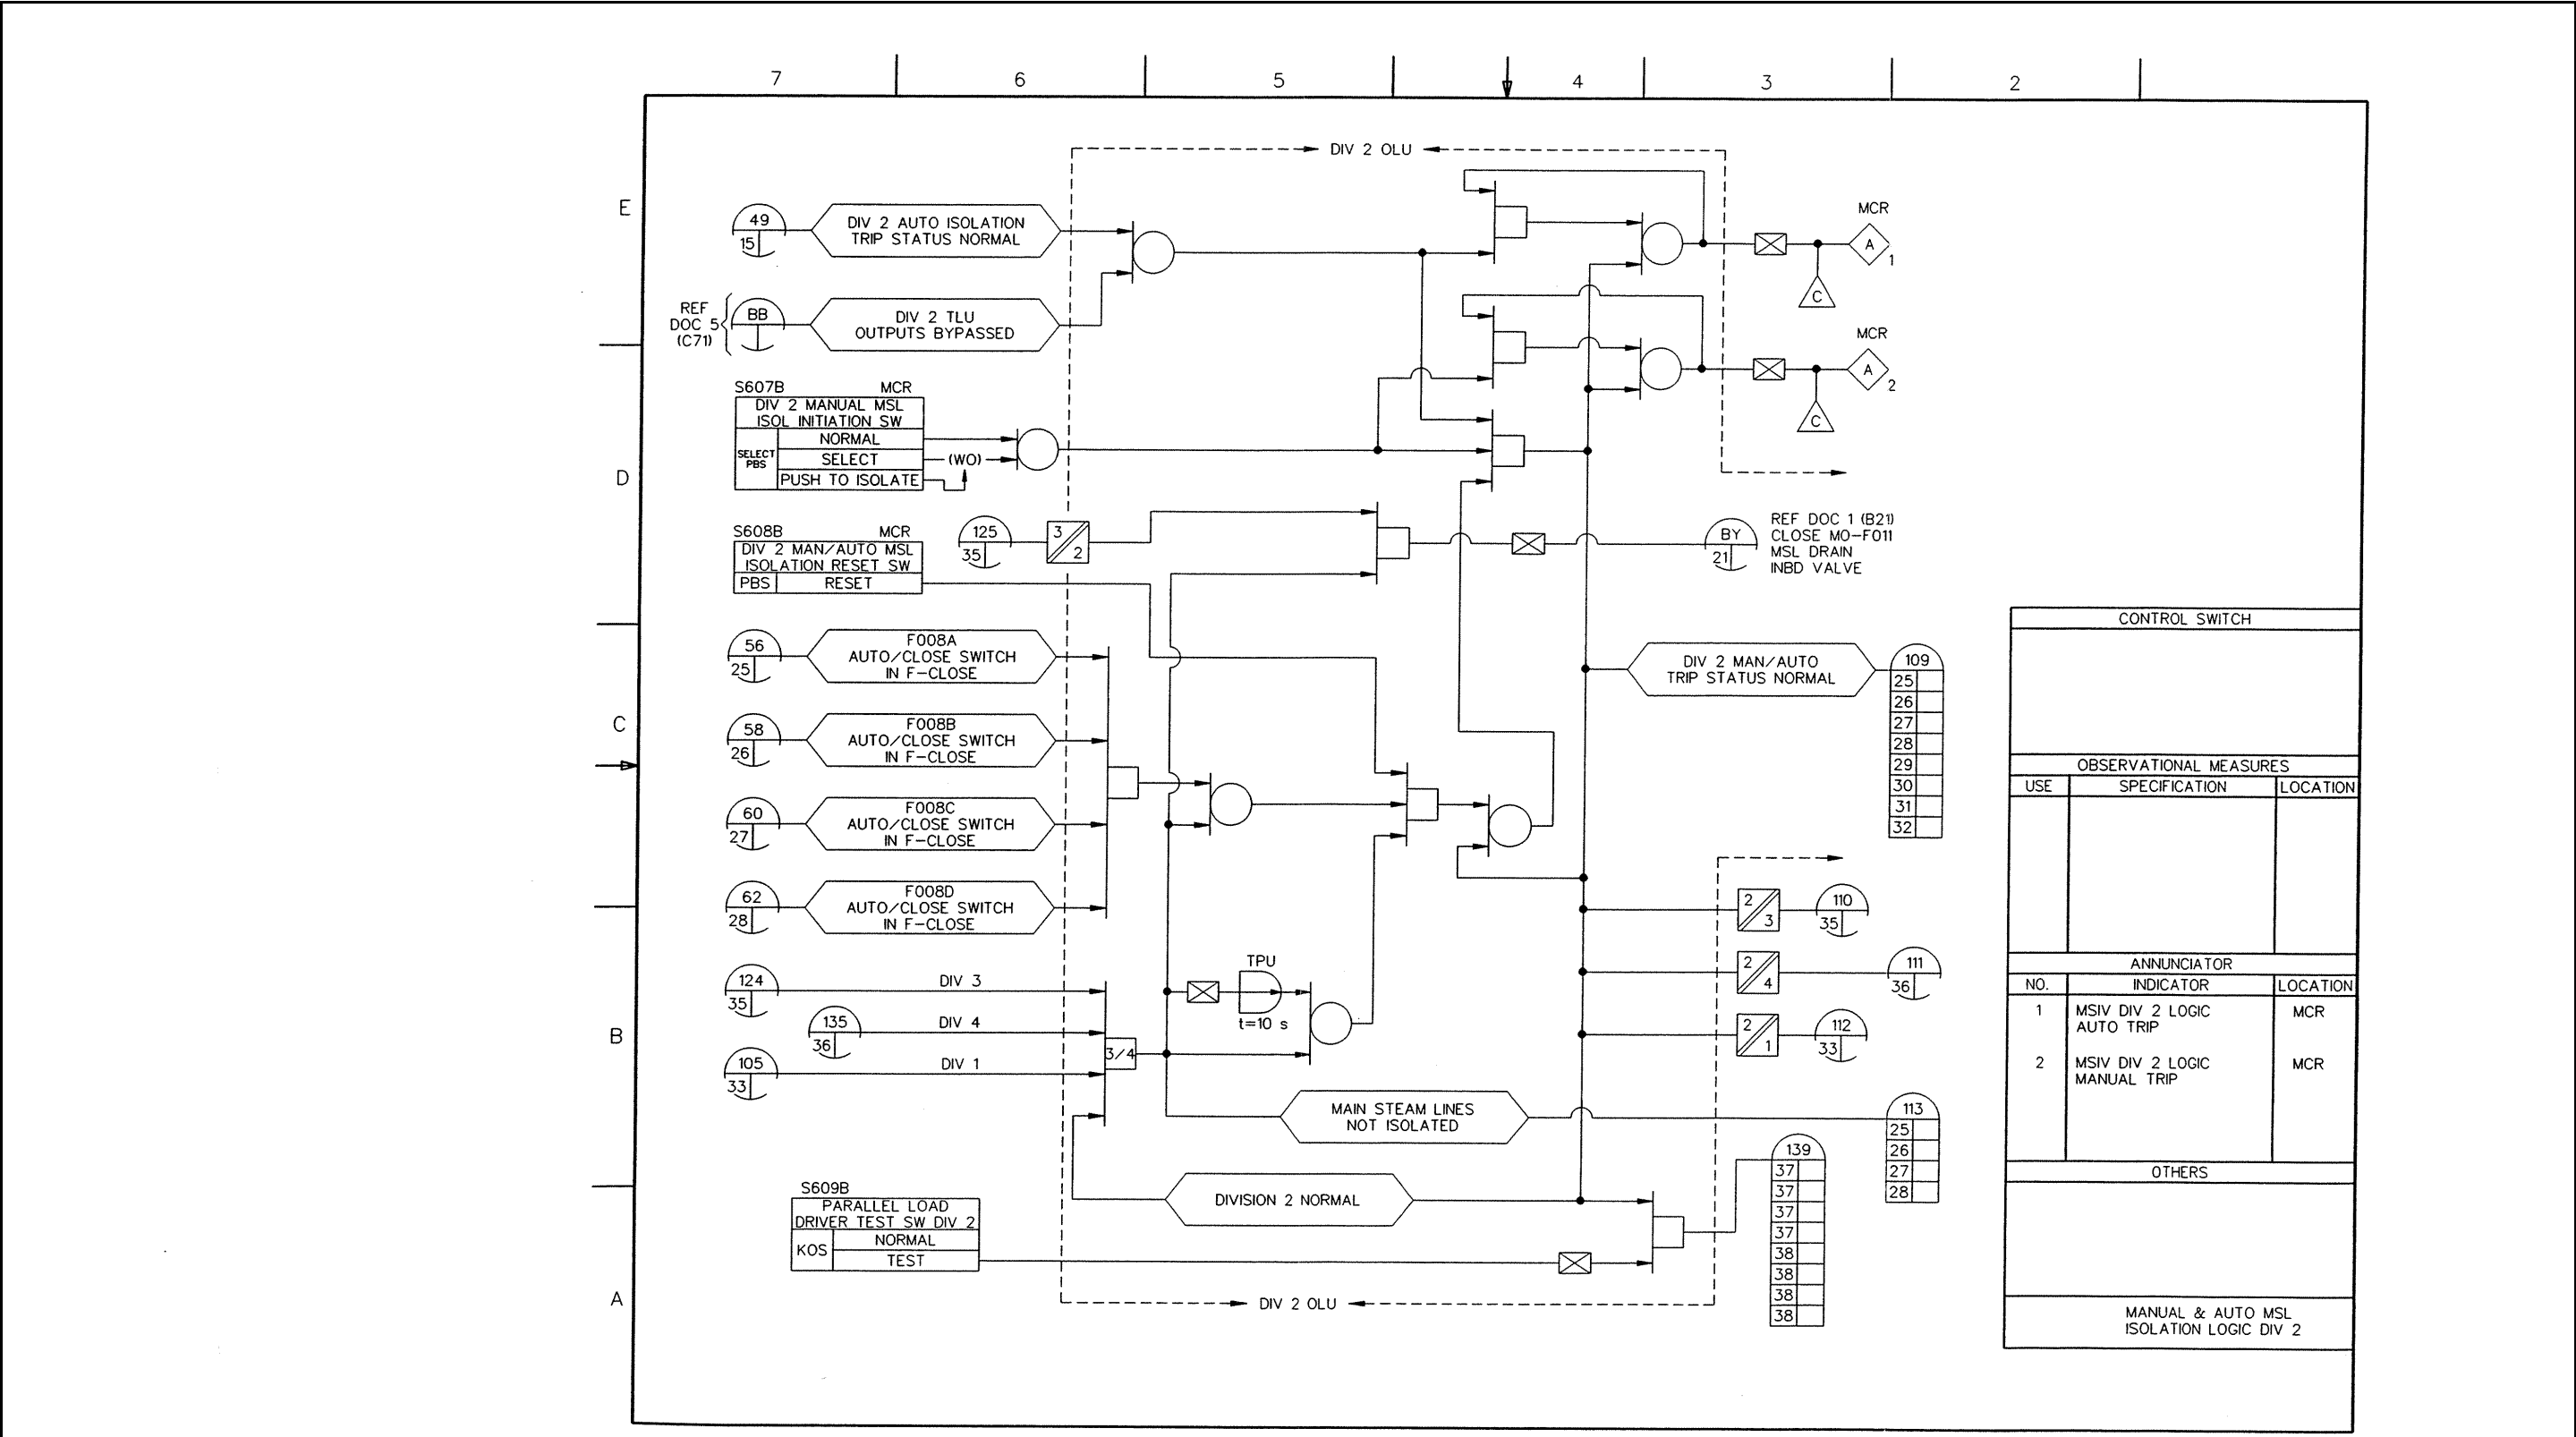 7 6 5 4 3 2
DIV 2 OLU
E
49
15
DIV 2 AUTO ISOLATION
TRIP STATUS NORMAL
MCR
A
1
C
REF
DOC 5
(C71)
BB
DIV 2 TLU
OUTPUTS BYPASSED
MCR
A
2
C
S607B MCR
DIV 2 MANUAL MSL
ISOL INITIATION SW
SELECT
PBS
NORMAL
SELECT
(WO)
PUSH TO ISOLATE
D
S608B MCR
DIV 2 MAN/AUTO MSL
ISOLATION RESET SW
PBS RESET
125
35
3
2
BY
21
REF DOC 1 (B21)
CLOSE MO-F011
MSL DRAIN
INBD VALVE
56
25
F008A
AUTO/CLOSE SWITCH
IN F-CLOSE
C
58
26
F008B
AUTO/CLOSE SWITCH
IN F-CLOSE
60
27
F008C
AUTO/CLOSE SWITCH
IN F-CLOSE
62
28
F008D
AUTO/CLOSE SWITCH
IN F-CLOSE
DIV 2 MAN/AUTO
TRIP STATUS NORMAL
109
25
26
27
28
29
30
31
32
2
3
110
35
2
4
111
36
2
1
112
33
B
124
35
DIV 3
135
36
DIV 4
105
33
DIV 1
3/4
TPU
t=10 s
MAIN STEAM LINES
NOT ISOLATED
113
25
26
27
28
DIVISION 2 NORMAL
139
37
37
37
37
38
38
38
38
S609B
PARALLEL LOAD
DRIVER TEST SW DIV 2
KOS
NORMAL
TEST
A
DIV 2 OLU
CONTROL SWITCH
OBSERVATIONAL MEASURES
USE SPECIFICATION LOCATION
ANNUNCIATOR
NO. INDICATOR LOCATION
1 MSIV DIV 2 LOGIC MCR
AUTO TRIP
2 MSIV DIV 2 LOGIC MCR
MANUAL TRIP
OTHERS
MANUAL & AUTO MSL
ISOLATION LOGIC DIV 2